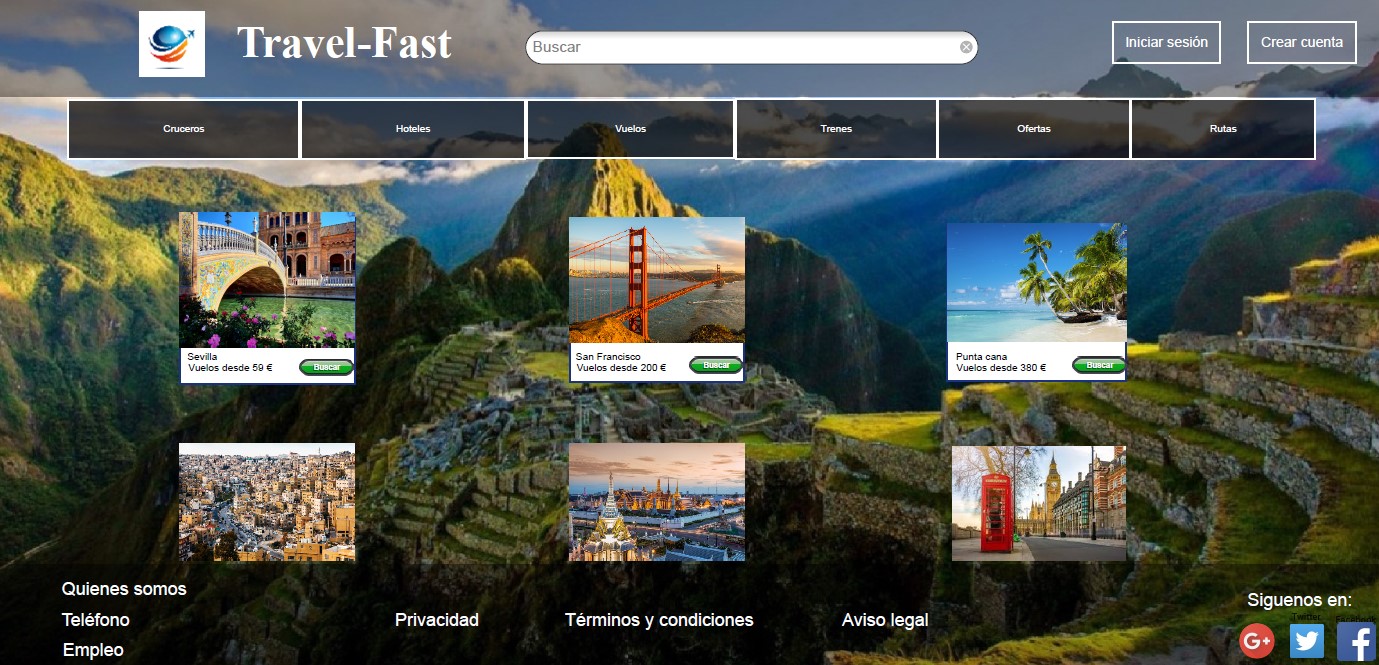 Travel-Fast
Buscar
Iniciar sesión
Crear cuenta
Cruceros
Hoteles
Vuelos
Trenes
Ofertas
Rutas
Sevilla
Vuelos desde 59 €
Buscar
San Francisco
Vuelos desde 200 €
Buscar
Punta cana
Vuelos desde 380 €
Buscar
Quienes somos
Teléfono
Empleo
Privacidad
Términos y condiciones
Aviso legal
Siguenos en:
Twitter
Facebook
G+
f